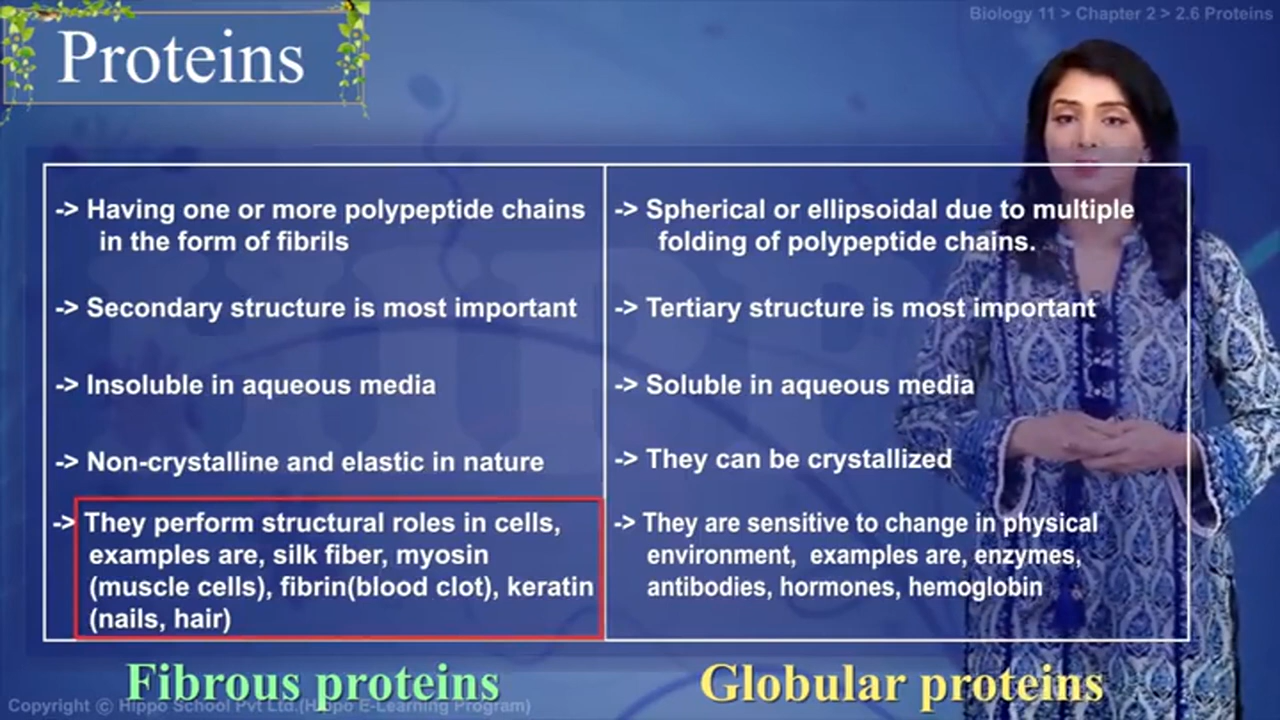 Biology 11 > Chapter 2 > 2.6 Proteins
Proteins
-> Having one or more polypeptide chains
in the form of fibrils
-> Secondary structure is most important
-> Insoluble in aqueous media
-> Non-crystalline and elastic in nature
-> They perform structural roles in cells,
examples are, silk fiber, myosin
(muscle cells), fibrin(blood clot), keratin
(nails, hair)
-> Spherical or ellipsoidal due to multiple
folding of polypeptide chains.
-> Tertiary structure is most important
-> Soluble in aqueous media
-> They can be crystallized
-> They are sensitive to change in physical
environment,  examples are, enzymes,
antibodies, hormones, hemoglobin
Fibrous proteins
Globular proteins
Copyright © Hippo School Pvt Ltd.(Hippo E-Learning Program)